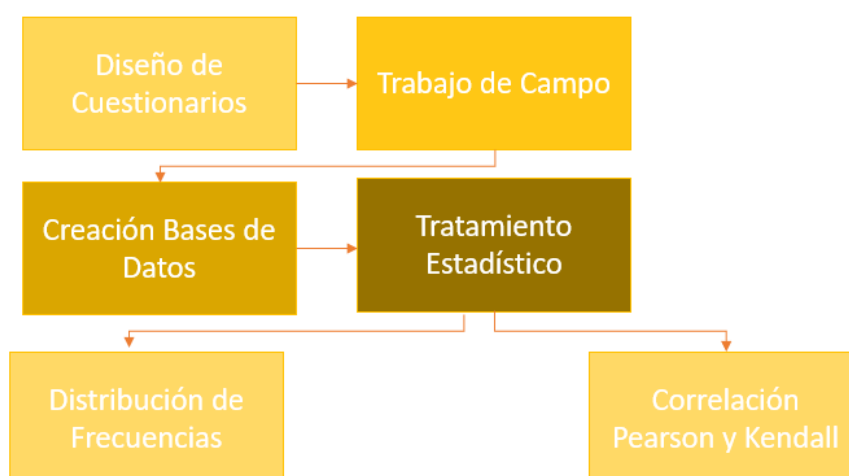 Diseño de
Cuestionarios
Trabajo de Campo
Creación Bases de
Datos
Tratamiento
Estadístico
Distribución de
Frecuencias
Correlación
Pearson y Kendall